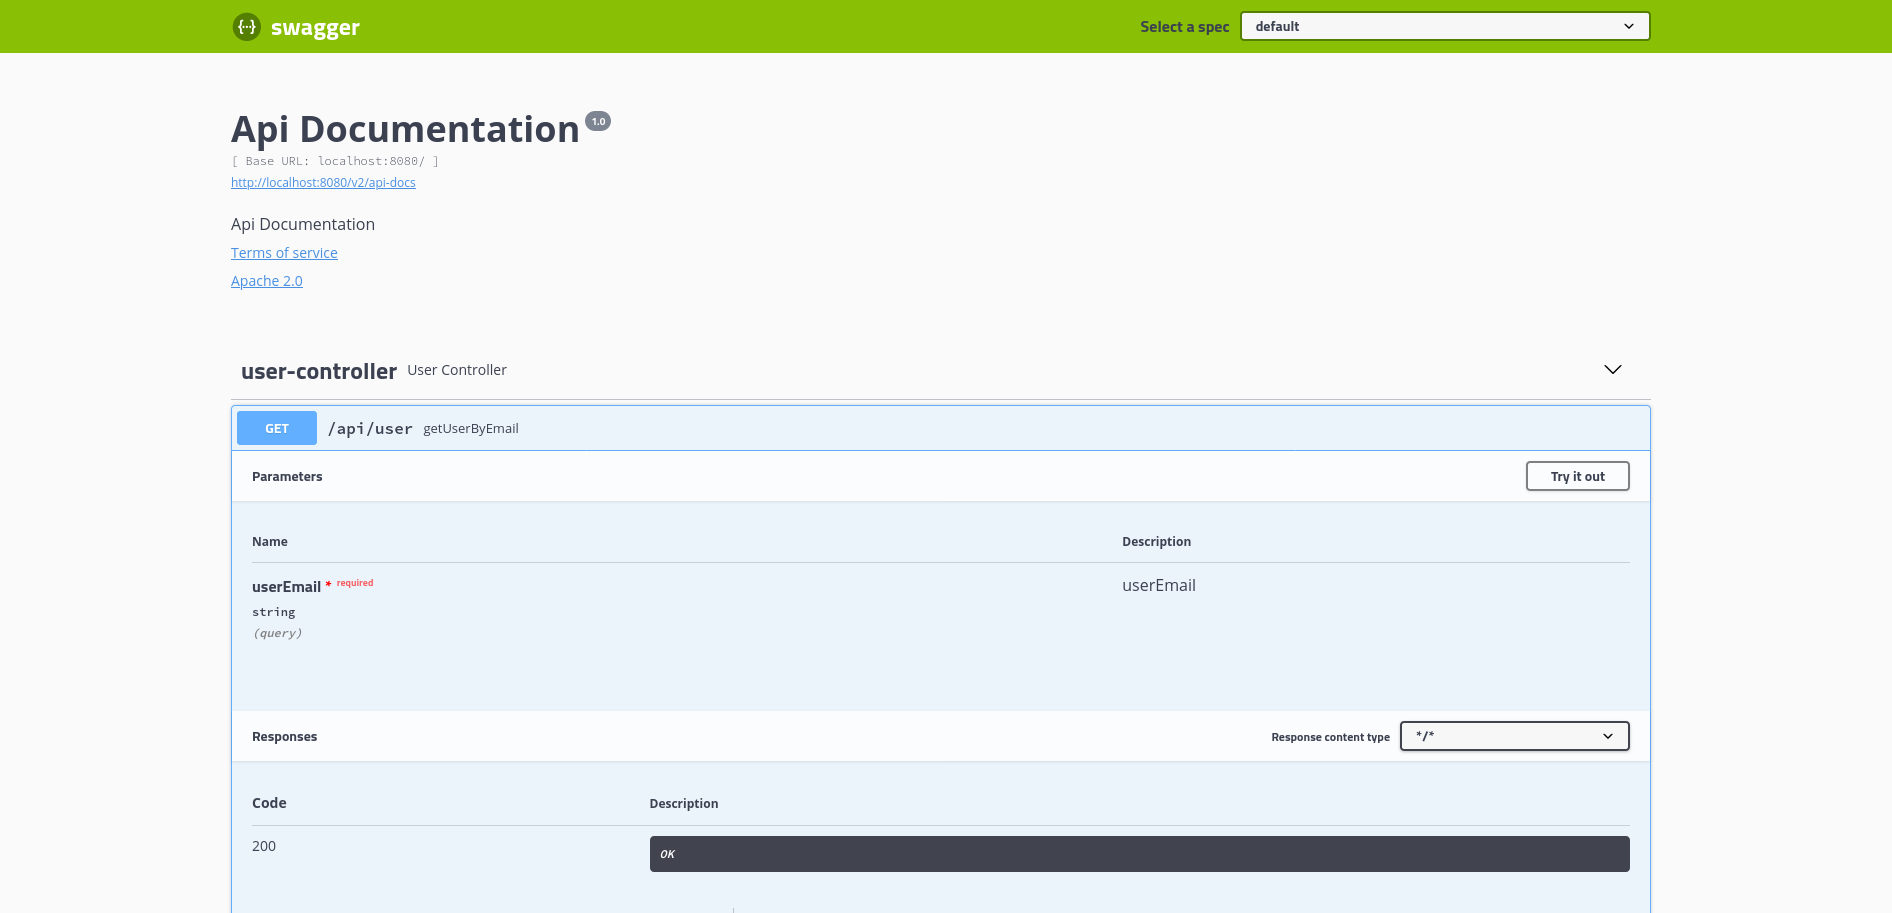 {···} swagger
Select a spec default
Api Documentation 1.0
[ Base URL: localhost:8080/ ]
http://localhost:8080/v2/api-docs
Api Documentation
Terms of service
Apache 2.0
user-controller User Controller
GET /api/user getUserByEmail
Parameters Try it out
Name Description
userEmail * required userEmail
string
(query)
Responses Response content type */*
Code Description
200 OK